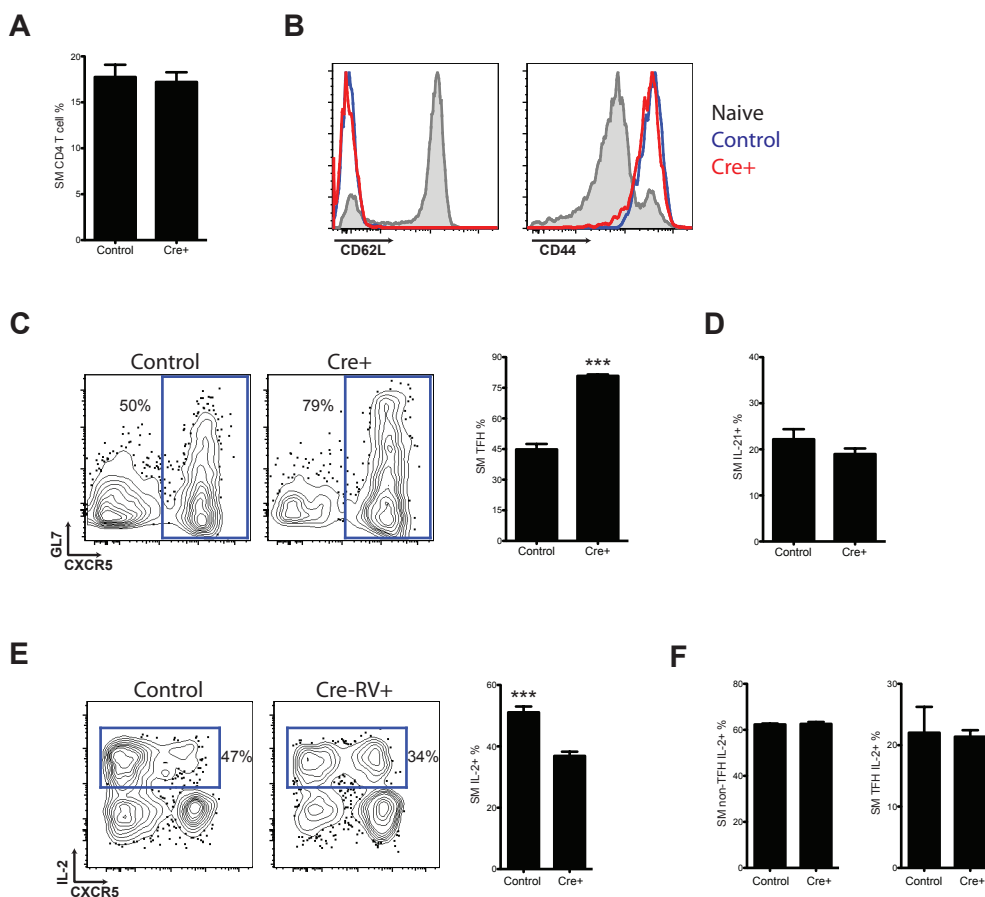 A
SM CD4 T cell %
20
15
10
5
0
Control
Cre+
B
CD62L
CD44
Naive
Control
Cre+
C
Control
Cre+
50%
79%
GL7
CXCR5
SM TFH %
90
75
60
45
30
15
0
***
Control
Cre+
D
SM IL-21+ %
40
30
20
10
0
Control
Cre+
E
Control
Cre-RV+
47%
34%
IL-2
CXCR5
SM IL-2+ %
60
40
20
0
***
Control
Cre+
F
SM non-TFH IL-2+ %
80
60
40
20
0
Control
Cre+
SM TFH IL-2+ %
30
20
10
0
Control
Cre+